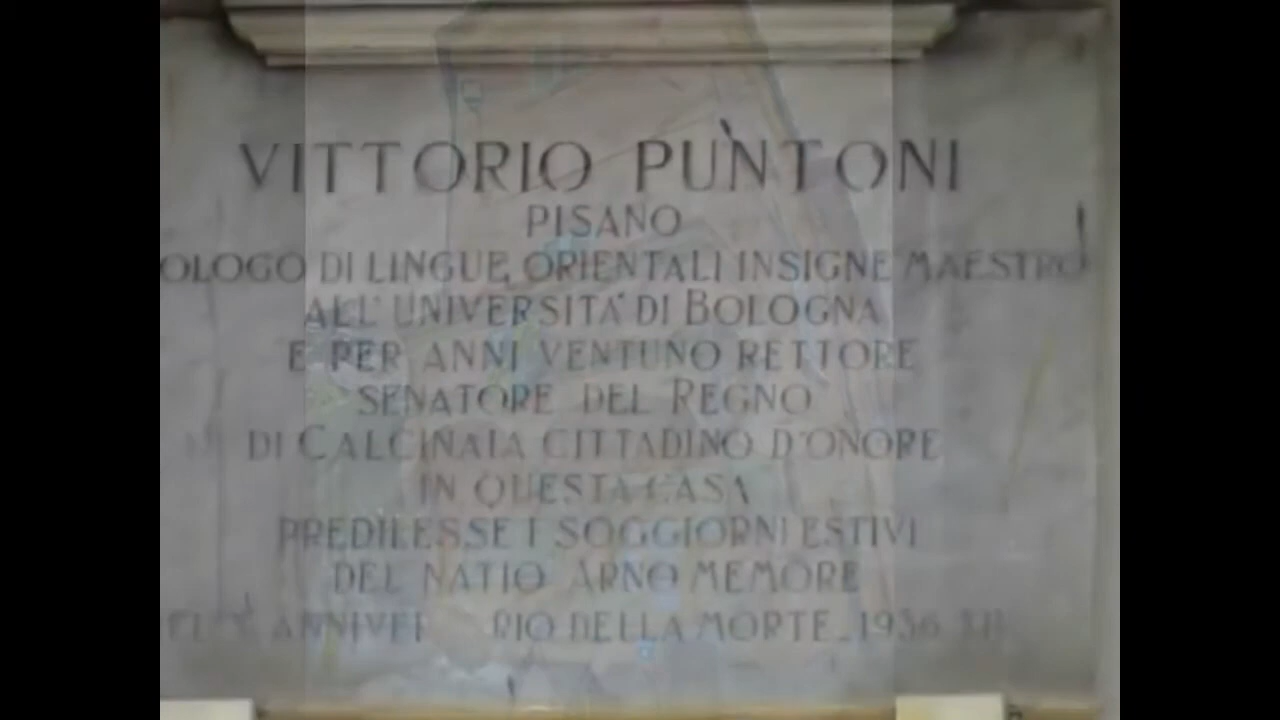 VITTORIO PUNTONI
PISANO
OLOGO DI LINGUE ORIENTALI INSIGNE MAESTRO
ALL'UNIVERSITA' DI BOLOGNA
E PER ANNI VENTUNO RETTORE
SENATORE DEL REGNO
DI CALCINAIA CITTADINO D'ONORE
IN QUESTA CASA
PREDILESSE I SOGGIORNI ESTIVI
DEL NATIO ARNO MEMORE
DELLA MORTE 1936